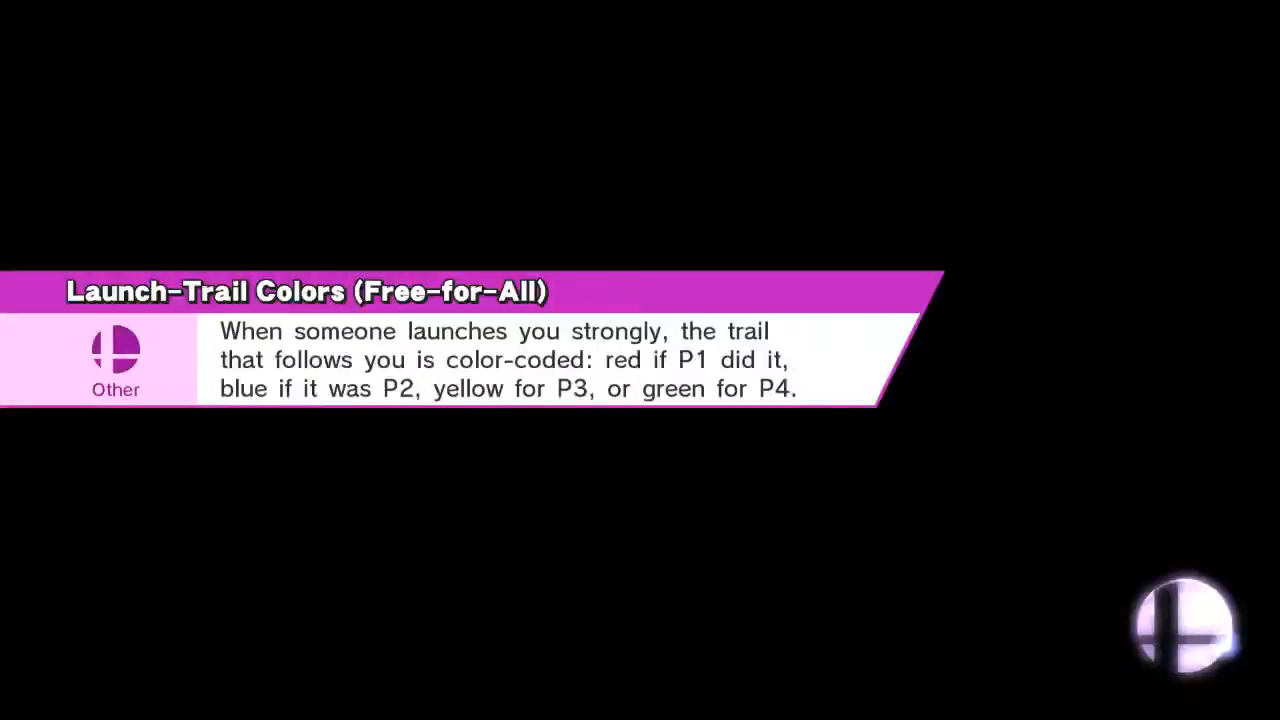 Launch-Trail Colors (Free-for-All)
Other
When someone launches you strongly, the trail
that follows you is color-coded: red if P1 did it,
blue if it was P2, yellow for P3, or green for P4.